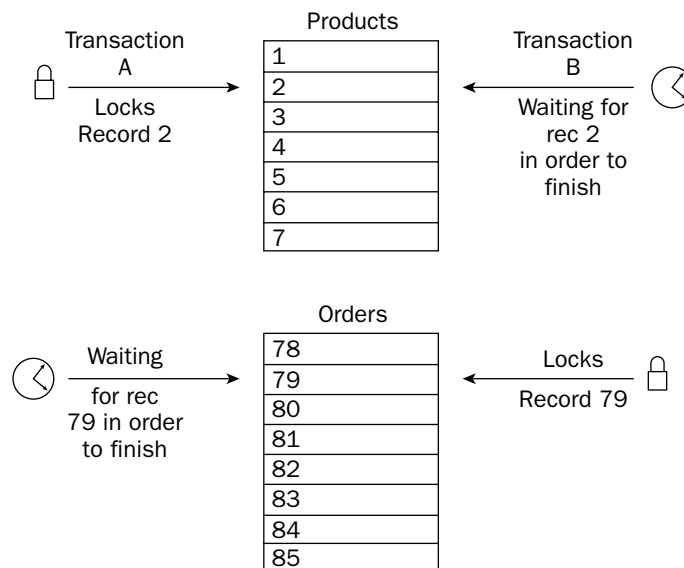 Products
Transaction
A
Locks
Record 2
1
2
3
4
5
6
7
Transaction
B
Waiting for
rec 2
in order to
finish
Orders
Waiting
for rec
79 in order
to finish
78
79
80
81
82
83
84
85
Locks
Record 79